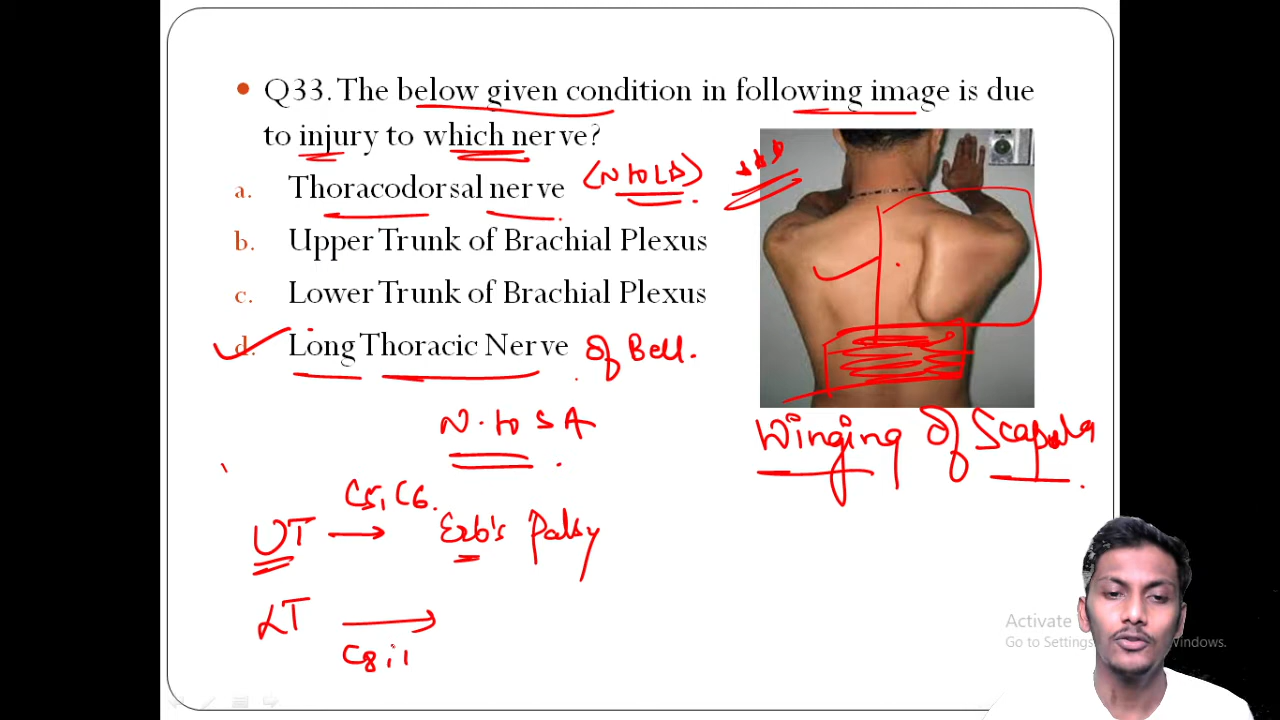 • Q33. The below given condition in following image is due
to injury to which nerve?
a. Thoracodorsal nerve (N to LD)
b. Upper Trunk of Brachial Plexus
c. Lower Trunk of Brachial Plexus
d. Long Thoracic Nerve of Bell.
N. to SA
Winging of Scapula
C5, C6.
UT → Erb's Palsy
LT →
C8,
Activate
Go to Settings Windows.